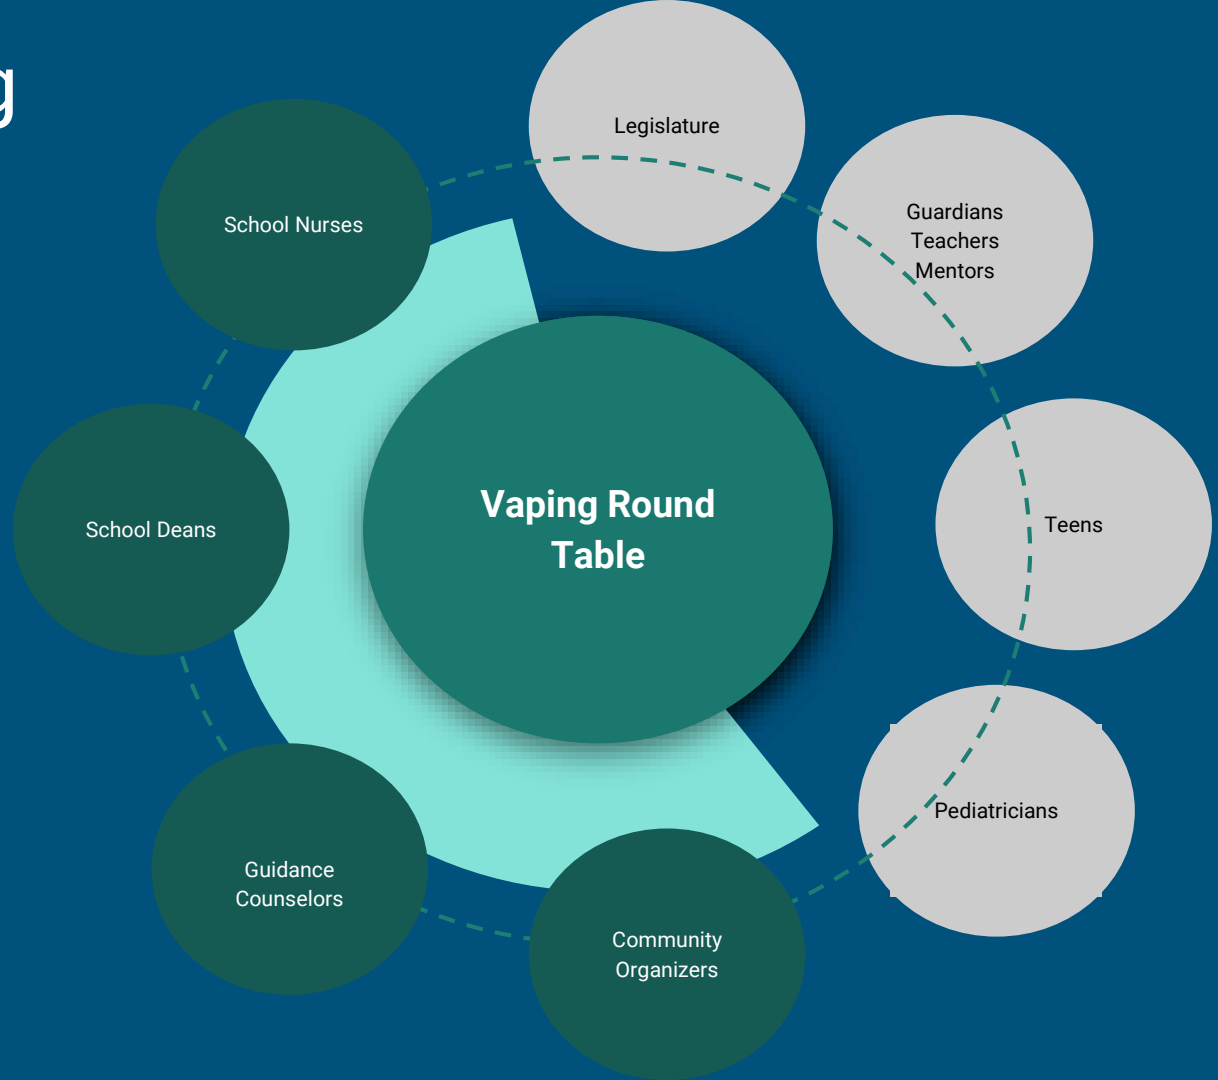 g
Legislature
School Nurses
Guardians
Teachers
Mentors
Vaping Round
Table
School Deans
Teens
Pediatricians
Guidance
Counselors
Community
Organizers